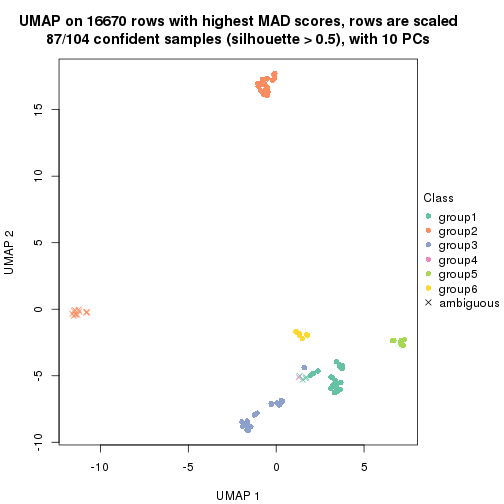 UMAP on 16670 rows with highest MAD scores, rows are scaled
87/104 confident samples (silhouette > 0.5), with 10 PCs
15
10
5
0
-5
-10
UMAP 2
-10
-5
0
5
UMAP 1
Class
group1
group2
group3
group4
group5
group6
ambiguous